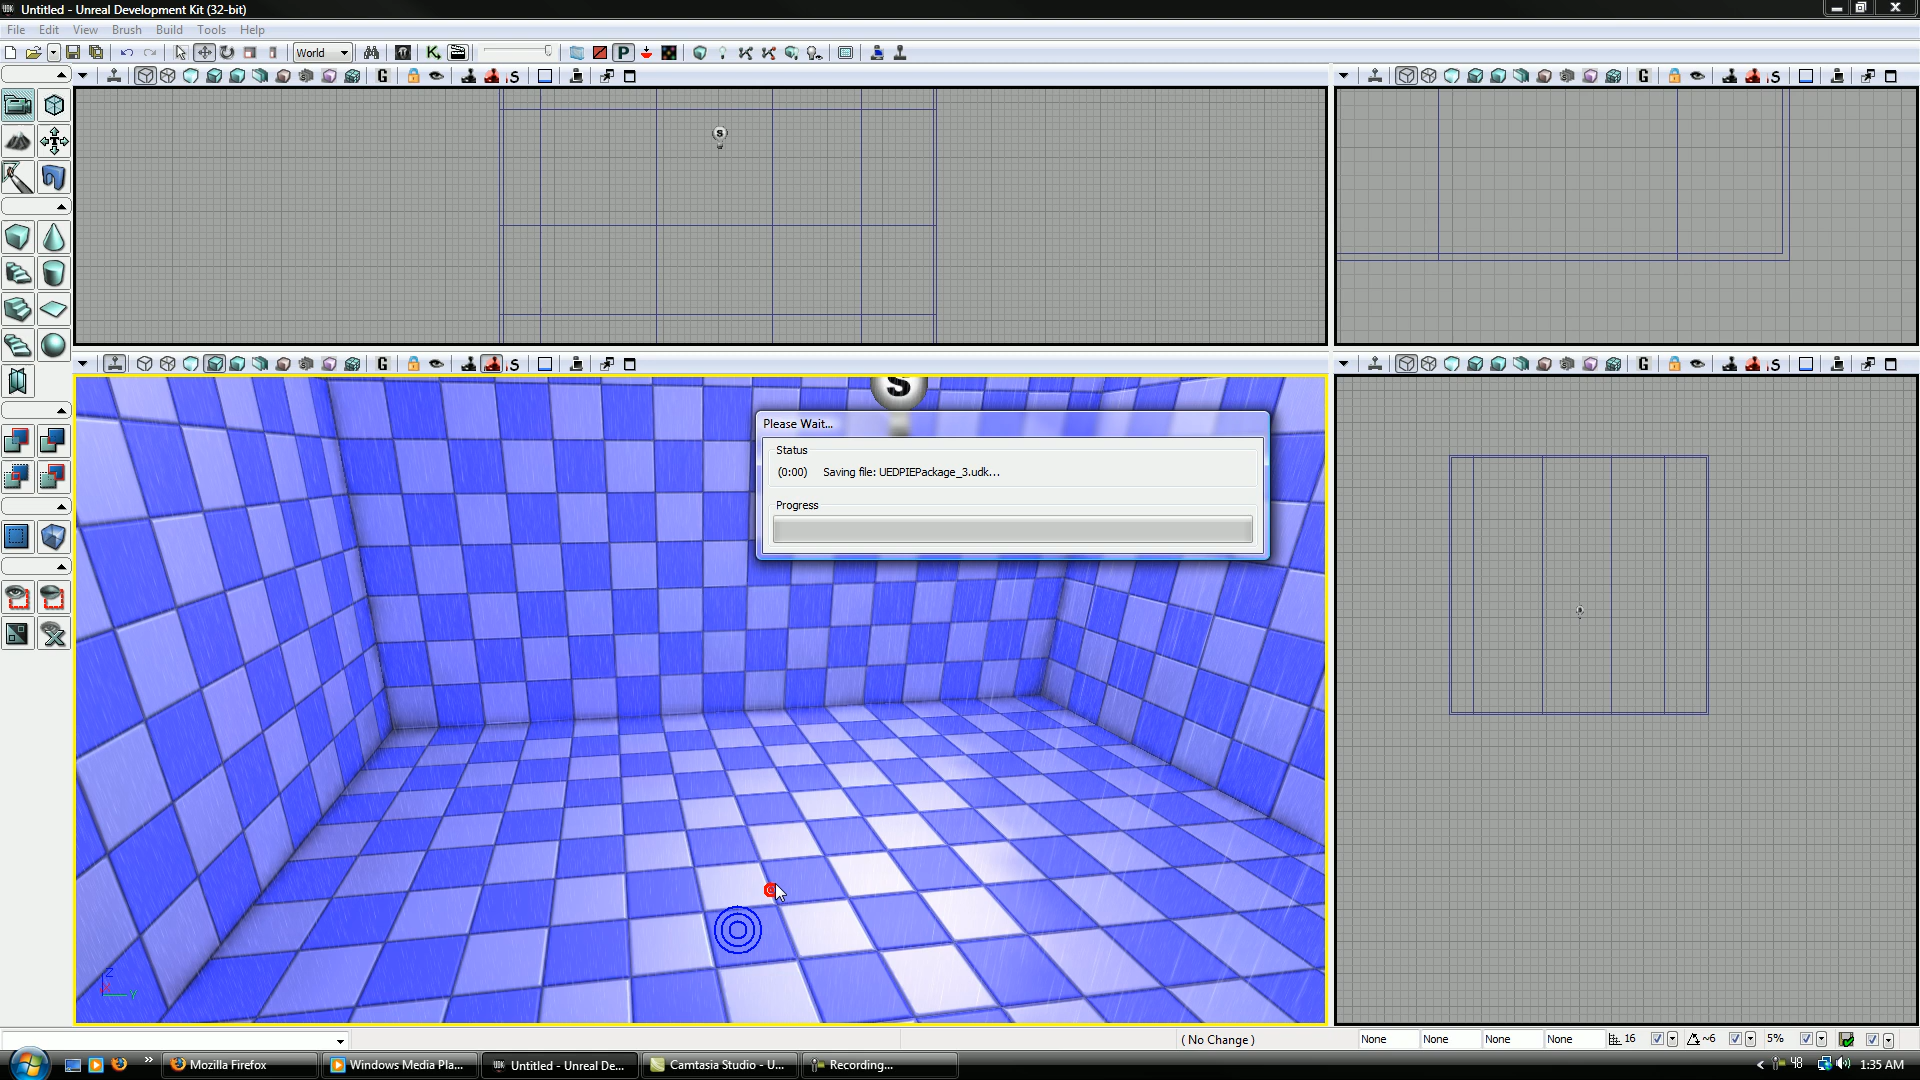 Untitled - Unreal Development Kit (32-bit)
File Edit View Brush Build Tools Help
World
G S
G S
S
G S
G S
S
Please Wait...
Status
(0:00) Saving file: UEDPIEPackage_3.udk...
Progress
Z
X Y
( No Change ) None None None None 16 ~6 5%
» Mozilla Firefox Windows Media Pla... Untitled - Unreal De... Camtasia Studio - U... Recording... < 48 1:35 AM